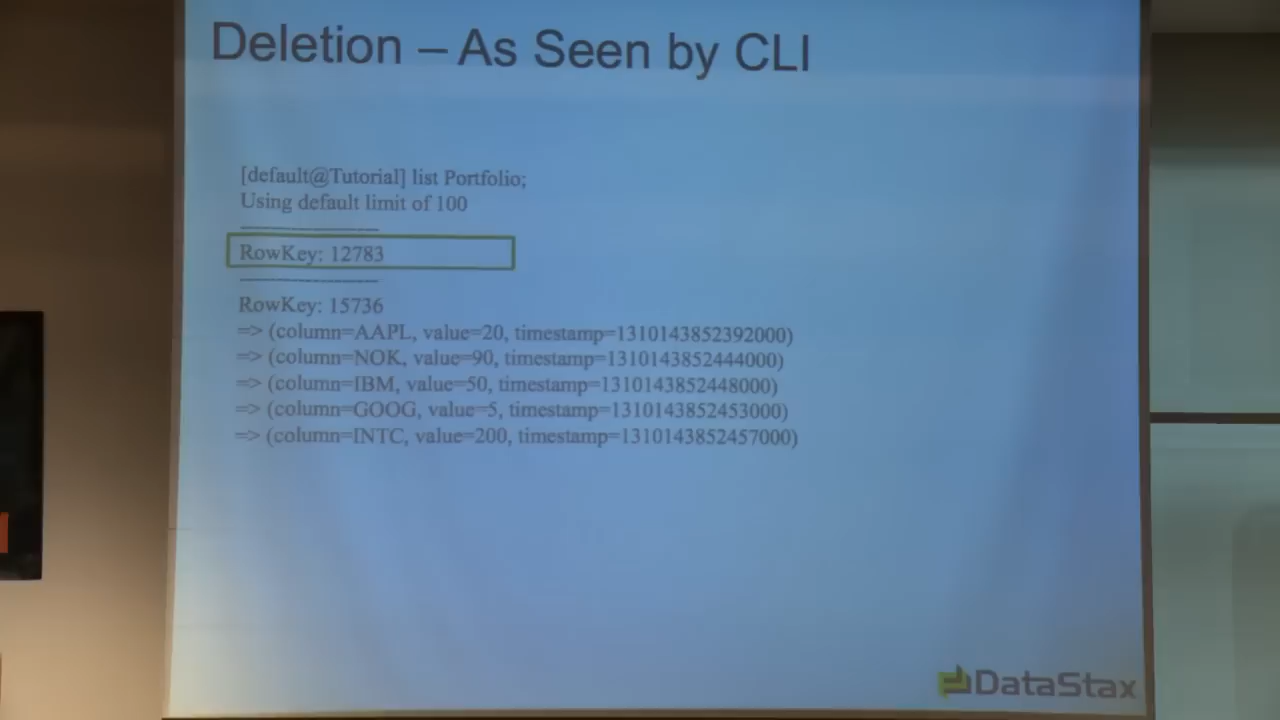 Deletion – As Seen by CLI
[default@Tutorial] list Portfolio;
Using default limit of 100
-------------------
RowKey: 12783
-------------------
RowKey: 15736
=> (column=AAPL, value=20, timestamp=1310143852392000)
=> (column=NOK, value=90, timestamp=1310143852444000)
=> (column=IBM, value=50, timestamp=1310143852448000)
=> (column=GOOG, value=5, timestamp=1310143852453000)
=> (column=INTC, value=200, timestamp=1310143852457000)
DataStax